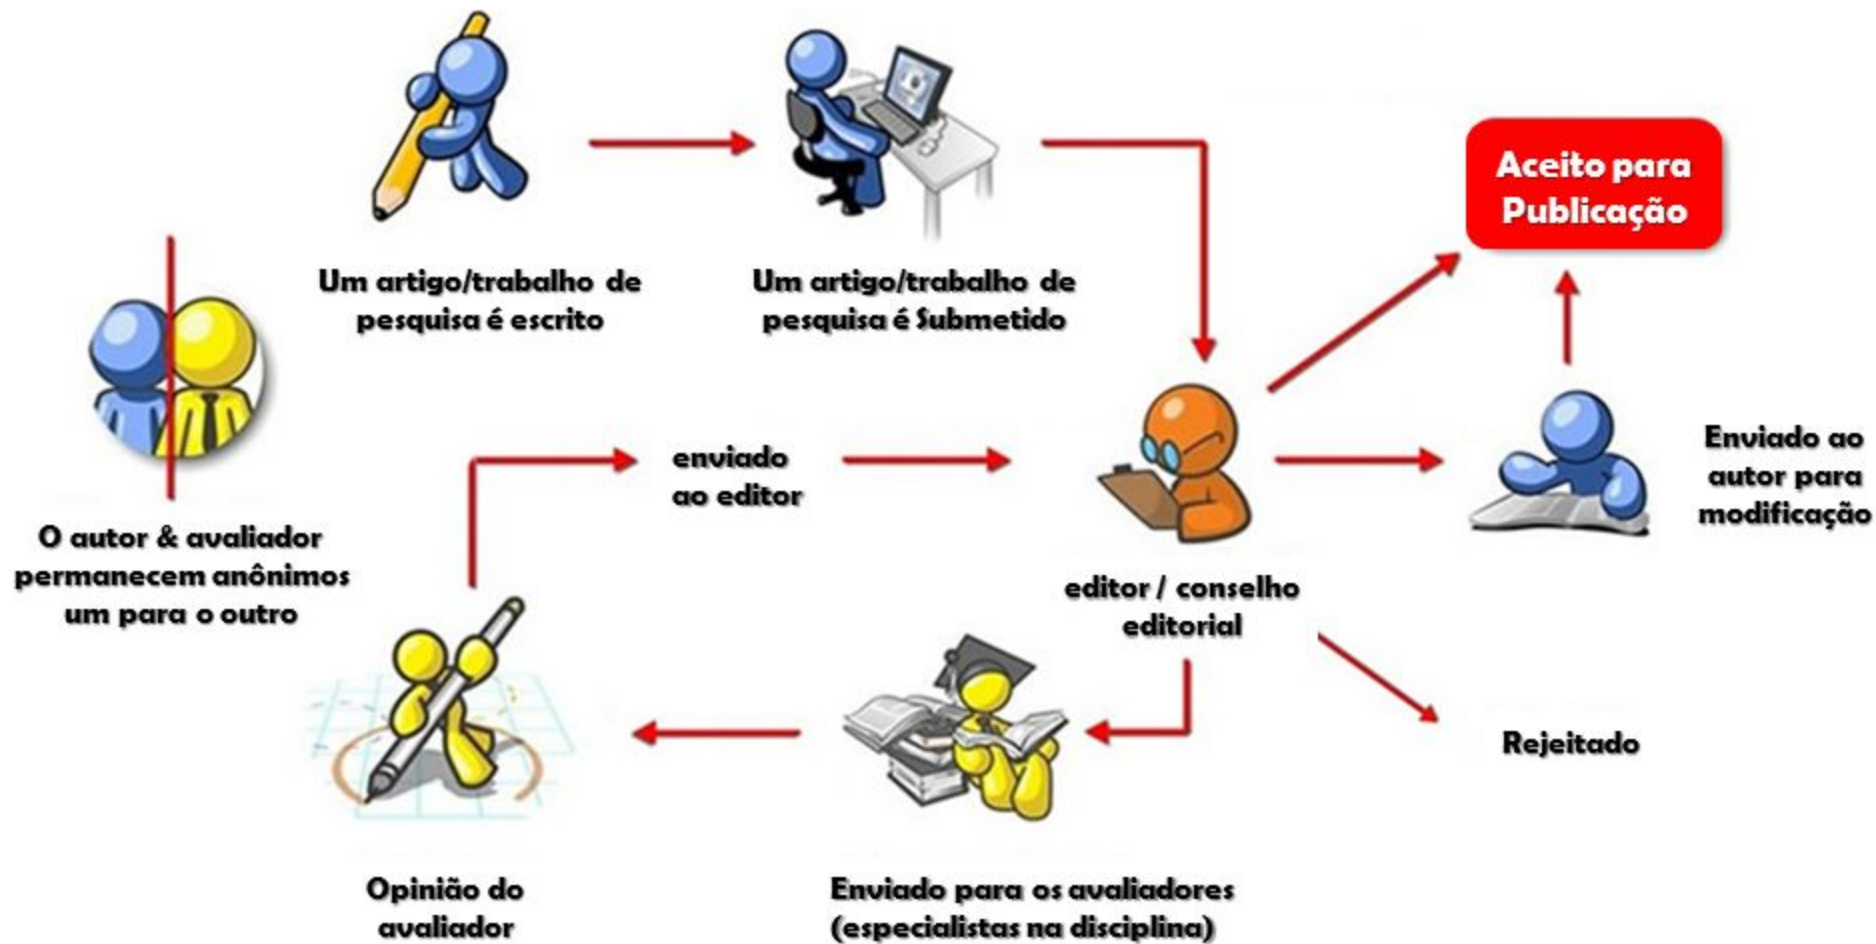 Um artigo/trabalho de
pesquisa é escrito
Um artigo/trabalho de
pesquisa é Submetido
Aceito para
Publicação
O autor & avaliador
permanecem anônimos
um para o outro
enviado
ao editor
editor / conselho
editorial
Enviado ao
autor para
modificação
Rejeitado
Opinião do
avaliador
Enviado para os avaliadores
(especialistas na disciplina)